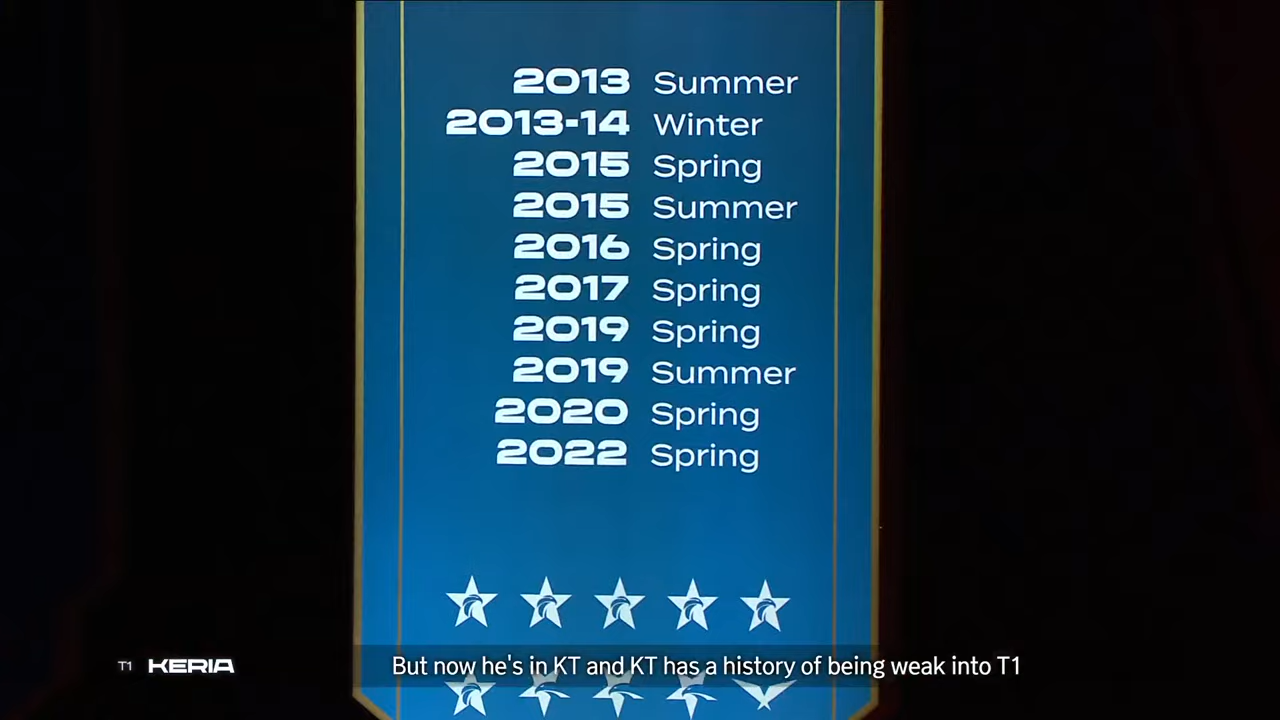 2013 Summer
2013-14 Winter
2015 Spring
2015 Summer
2016 Spring
2017 Spring
2019 Spring
2019 Summer
2020 Spring
2022 Spring
T1 KERIA But now he's in KT and KT has a history of being weak into T1